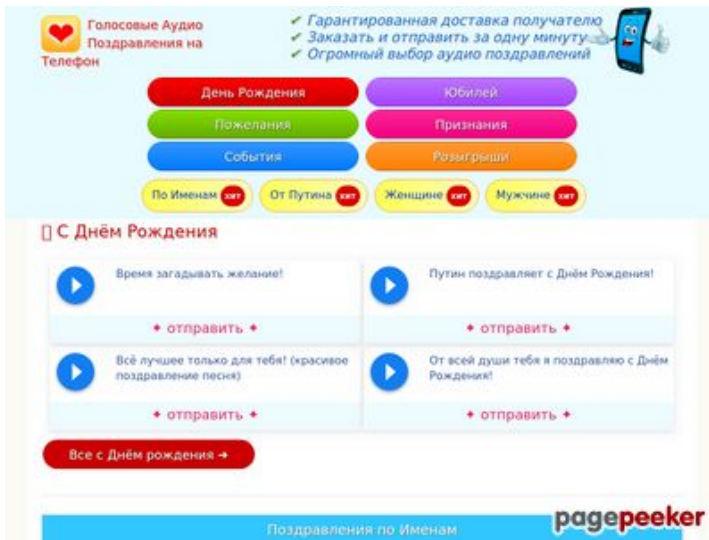 Голосовые Аудио
Поздравления на
Телефон
✔ Гарантированная доставка получателю
✔ Заказать и отправить за одну минуту
✔ Огромный выбор аудио поздравлений
День Рождения
Юбилей
Пожелания
Признания
События
Розыгрыши
По Именам хит
От Путина хит
Женщине хит
Мужчине хит
С Днём Рождения
Время загадывать желание!
Путин поздравляет с Днём Рождения!
✦ отправить ✦
✦ отправить ✦
Всё лучшее только для тебя! (красивое
поздравление песня)
От всей души тебя я поздравляю с Днём
Рождения!
✦ отправить ✦
✦ отправить ✦
Все с Днём рождения ➔
Поздравления по Именам
pagepeeker